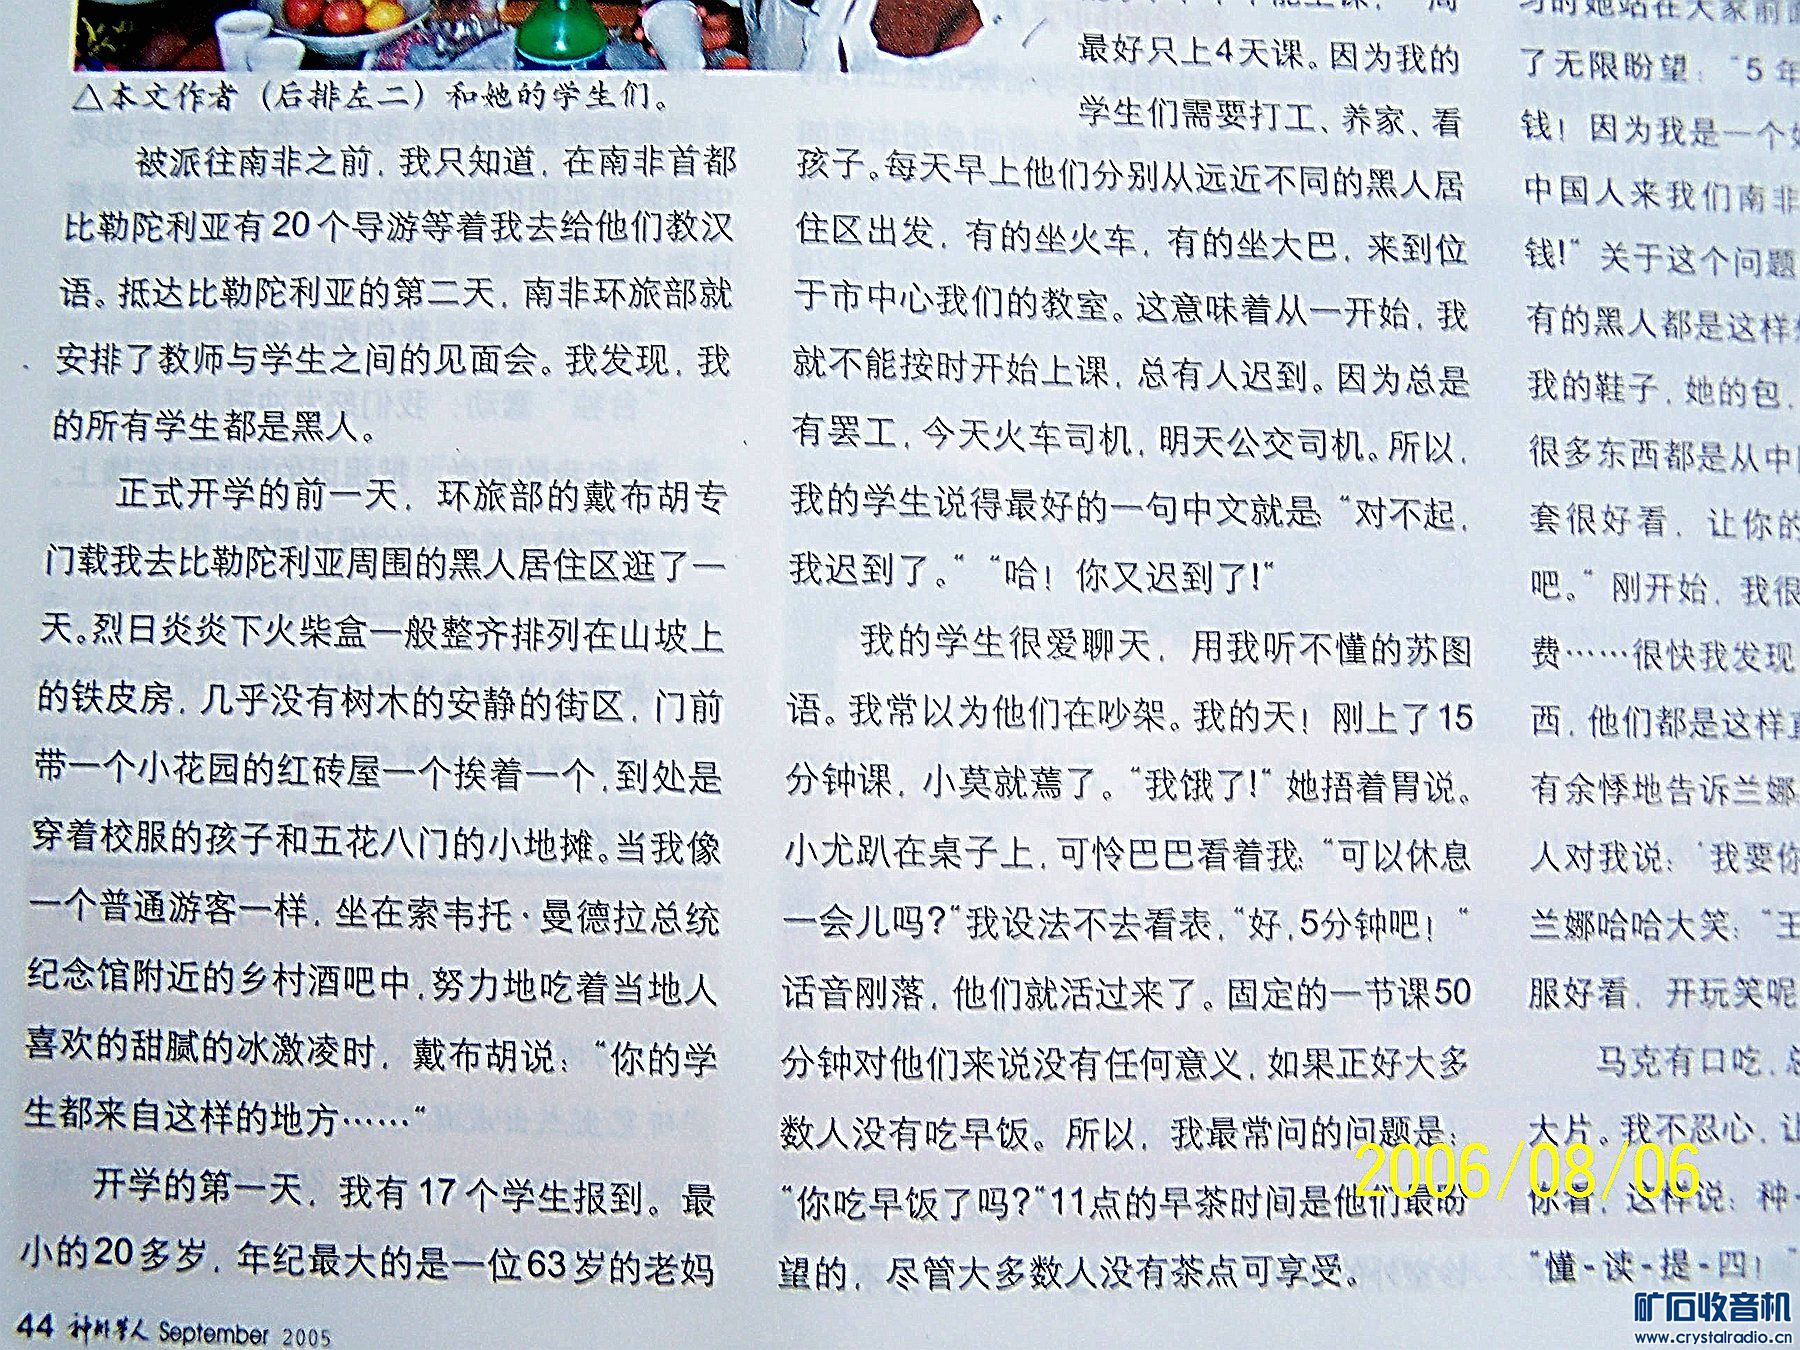 △本文作者（后排左二）和她的学生们。
被派往南非之前，我只知道，在南非首都
比勒陀利亚有20个导游等着我去给他们教汉
语。抵达比勒陀利亚的第二天，南非环旅部就
安排了教师与学生之间的见面会。我发现，我
的所有学生都是黑人。
正式开学的前一天，环旅部的戴布胡专
门载我去比勒陀利亚周围的黑人居住区逛了一
天。烈日炎炎下火柴盒一般整齐排列在山坡上
的铁皮房，几乎没有树木的安静的街区，门前
带一个小花园的红砖屋一个挨着一个，到处是
穿着校服的孩子和五花八门的小地摊。当我像
一个普通游客一样，坐在索韦托·曼德拉总统
纪念馆附近的乡村酒吧中，努力地吃着当地人
喜欢的甜腻的冰激凌时，戴布胡说：“你的学
生都来自这样的地方……“
开学的第一天，我有17个学生报到。最
小的20多岁，年纪最大的是一位63岁的老妈
44 神州学人 September 2005
最好只上4天课。因为我的
学生们需要打工、养家、看
孩子。每天早上他们分别从远近不同的黑人居
住区出发，有的坐火车，有的坐大巴，来到位
于市中心我们的教室。这意味着从一开始，我
就不能按时开始上课，总有人迟到。因为总是
有罢工，今天火车司机，明天公交司机。所以，
我的学生说得最好的一句中文就是：“对不起，
我迟到了。“ “哈！你又迟到了!“
我的学生很爱聊天，用我听不懂的苏图
语。我常以为他们在吵架。我的天！刚上了15
分钟课，小莫就蔫了。“我饿了!“她捂着胃说。
小尤趴在桌子上，可怜巴巴看着我：“可以休息
一会儿吗?“我设法不去看表，“好，5分钟吧！“
话音刚落，他们就活过来了。固定的一节课50
分钟对他们来说没有任何意义，如果正好大多
数人没有吃早饭。所以，我最常问的问题是：
“你吃早饭了吗?“11点的早茶时间是他们最盼
望的，尽管大多数人没有茶点可享受。
习的她站在大家前面
了无限盼望：“5年
钱！因为我是一个
中国人来我们南非
钱!“关于这个问题
有的黑人都是这样
我的鞋子，她的包，
很多东西都是从中
套很好看，让你的
吧。“刚开始，我很
费……很快我发现
西，他们都是这样
有余悸地告诉兰娜
人对我说：‘我要你
兰娜哈哈大笑：“王
服好看，开玩笑呢
马克有口吃，
大片。我不忍心，让
你看，这样说：种-
“懂-读-提-四！“
2006/08/06
矿石收音机
www.crystalradio.cn